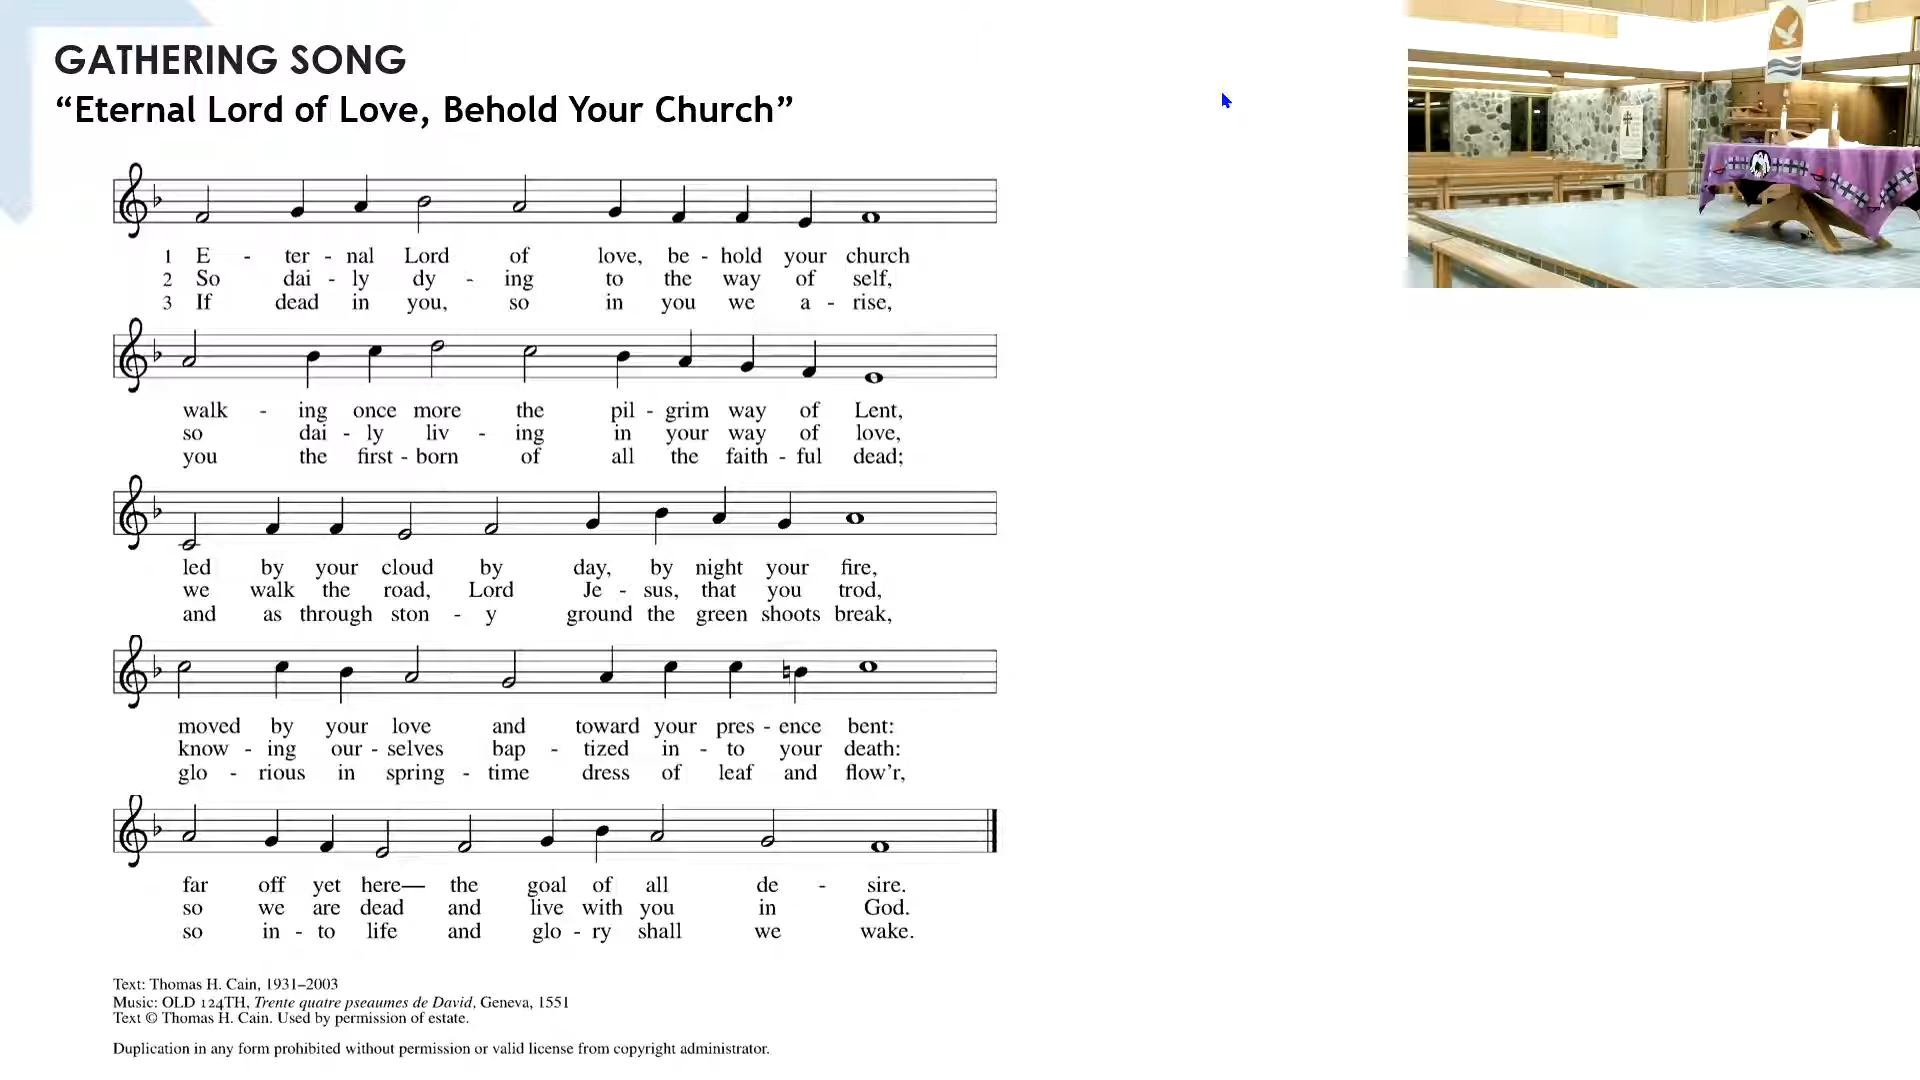 GATHERING SONG
“Eternal Lord of Love, Behold Your Church”
1 E - ter - nal Lord of love, be - hold your church
2 So dai - ly dy - ing to the way of self,
3 If dead in you, so in you we a - rise,
walk - ing once more the pil - grim way of Lent,
so dai - ly liv - ing in your way of love,
you the first - born of all the faith - ful dead;
led by your cloud by day, by night your fire,
we walk the road, Lord Je - sus, that you trod,
and as through ston - y ground the green shoots break,
moved by your love and toward your pres - ence bent:
know - ing our - selves bap - tized in - to your death:
glo - rious in spring - time dress of leaf and flow’r,
far off yet here— the goal of all de - sire.
so we are dead and live with you in God.
so in - to life and glo - ry shall we wake.
Text: Thomas H. Cain, 1931–2003
Music: OLD 124TH, Trente quatre pseaumes de David, Geneva, 1551
Text © Thomas H. Cain. Used by permission of estate.
Duplication in any form prohibited without permission or valid license from copyright administrator.